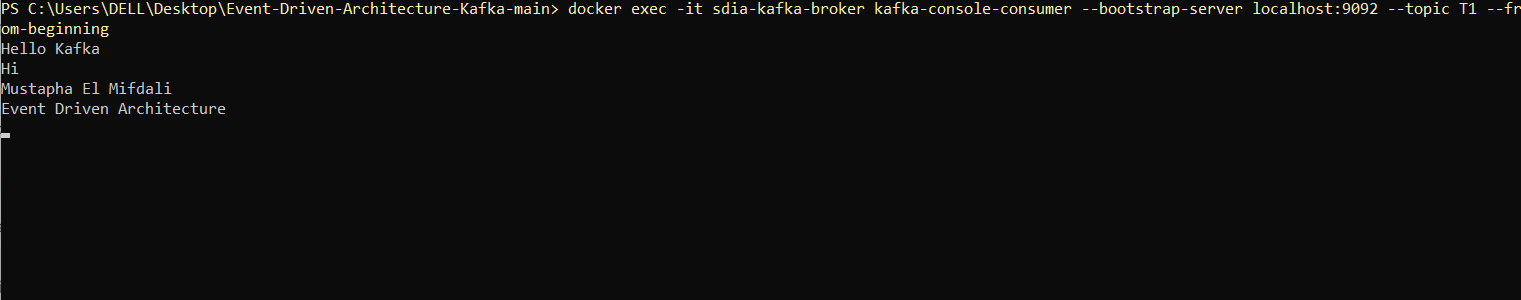 PS C:\Users\DELL\Desktop\Event-Driven-Architecture-Kafka-main> docker exec -it sdia-kafka-broker kafka-console-consumer --bootstrap-server localhost:9092 --topic T1 --fr
om-beginning
Hello Kafka
Hi
Mustapha El Mifdali
Event Driven Architecture